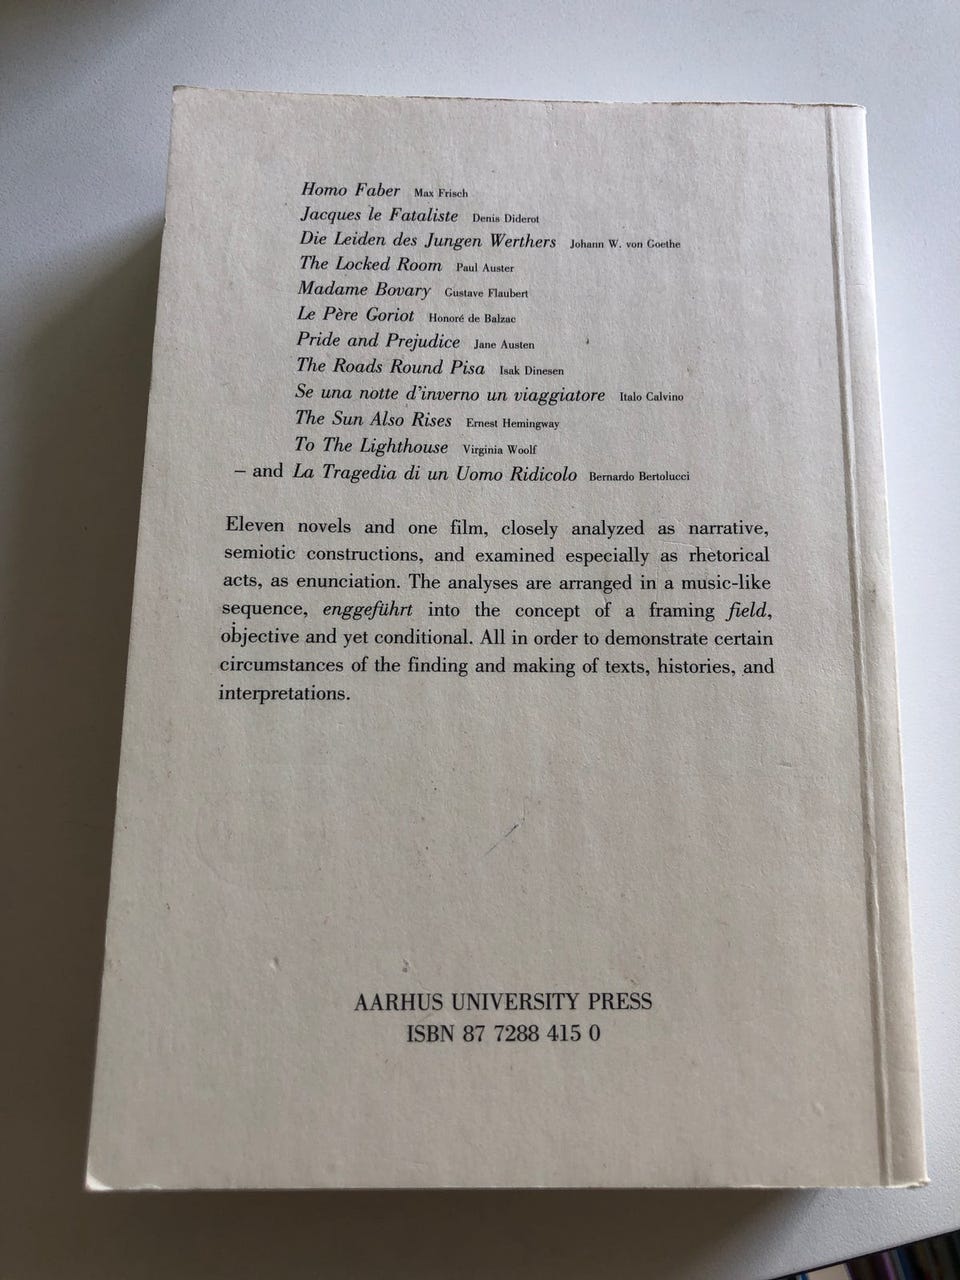 Homo Faber Max Frisch
Jacques le Fataliste Denis Diderot
Die Leiden des Jungen Werthers Johann W. von Goethe
The Locked Room Paul Auster
Madame Bovary Gustave Flaubert
Le Père Goriot Honoré de Balzac
Pride and Prejudice Jane Austen
The Roads Round Pisa Isak Dinesen
Se una notte d'inverno un viaggiatore Italo Calvino
The Sun Also Rises Ernest Hemingway
To The Lighthouse Virginia Woolf
– and La Tragedia di un Uomo Ridicolo Bernardo Bertolucci
Eleven novels and one film, closely analyzed as narrative,
semiotic constructions, and examined especially as rhetorical
acts, as enunciation. The analyses are arranged in a music-like
sequence, enggeführt into the concept of a framing field,
objective and yet conditional. All in order to demonstrate certain
circumstances of the finding and making of texts, histories, and
interpretations.
AARHUS UNIVERSITY PRESS
ISBN 87 7288 415 0